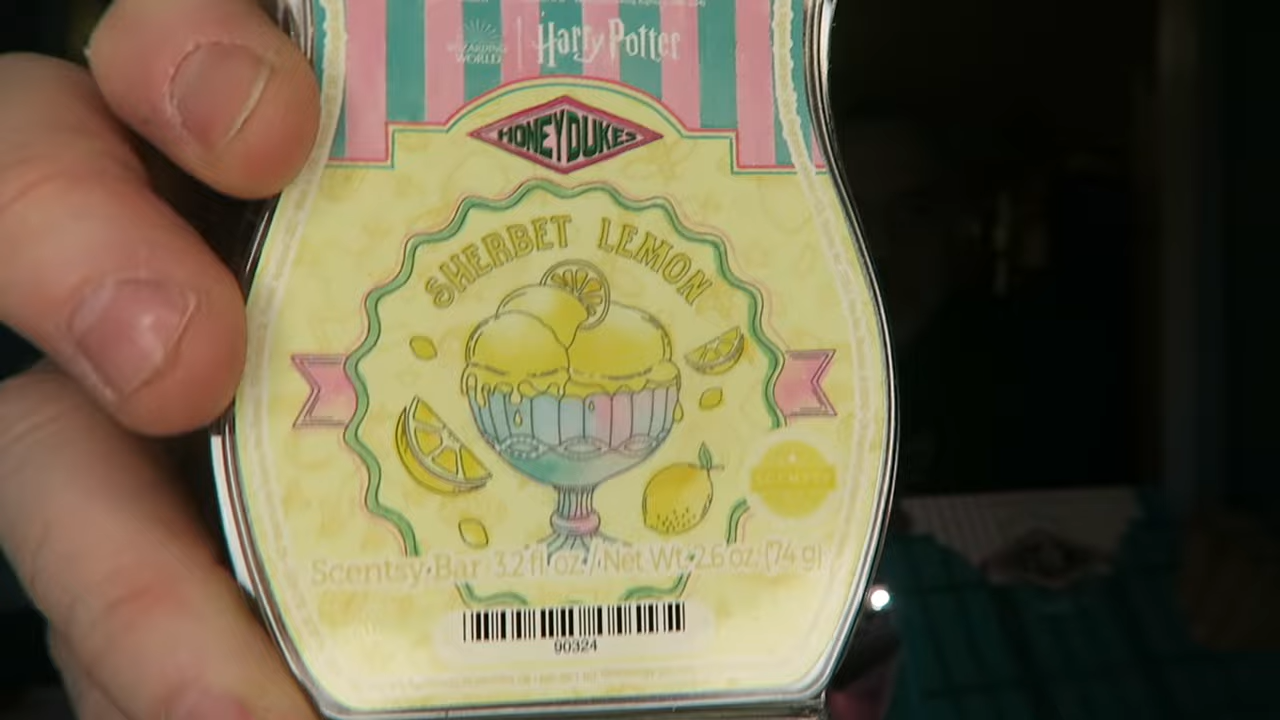 WIZARDING WORLD
Harry Potter
HONEYDUKES
SHERBET LEMON
SCENTSY
Scentsy Bar 3.2 fl oz / Net Wt 2.6 oz (74 g)
90324